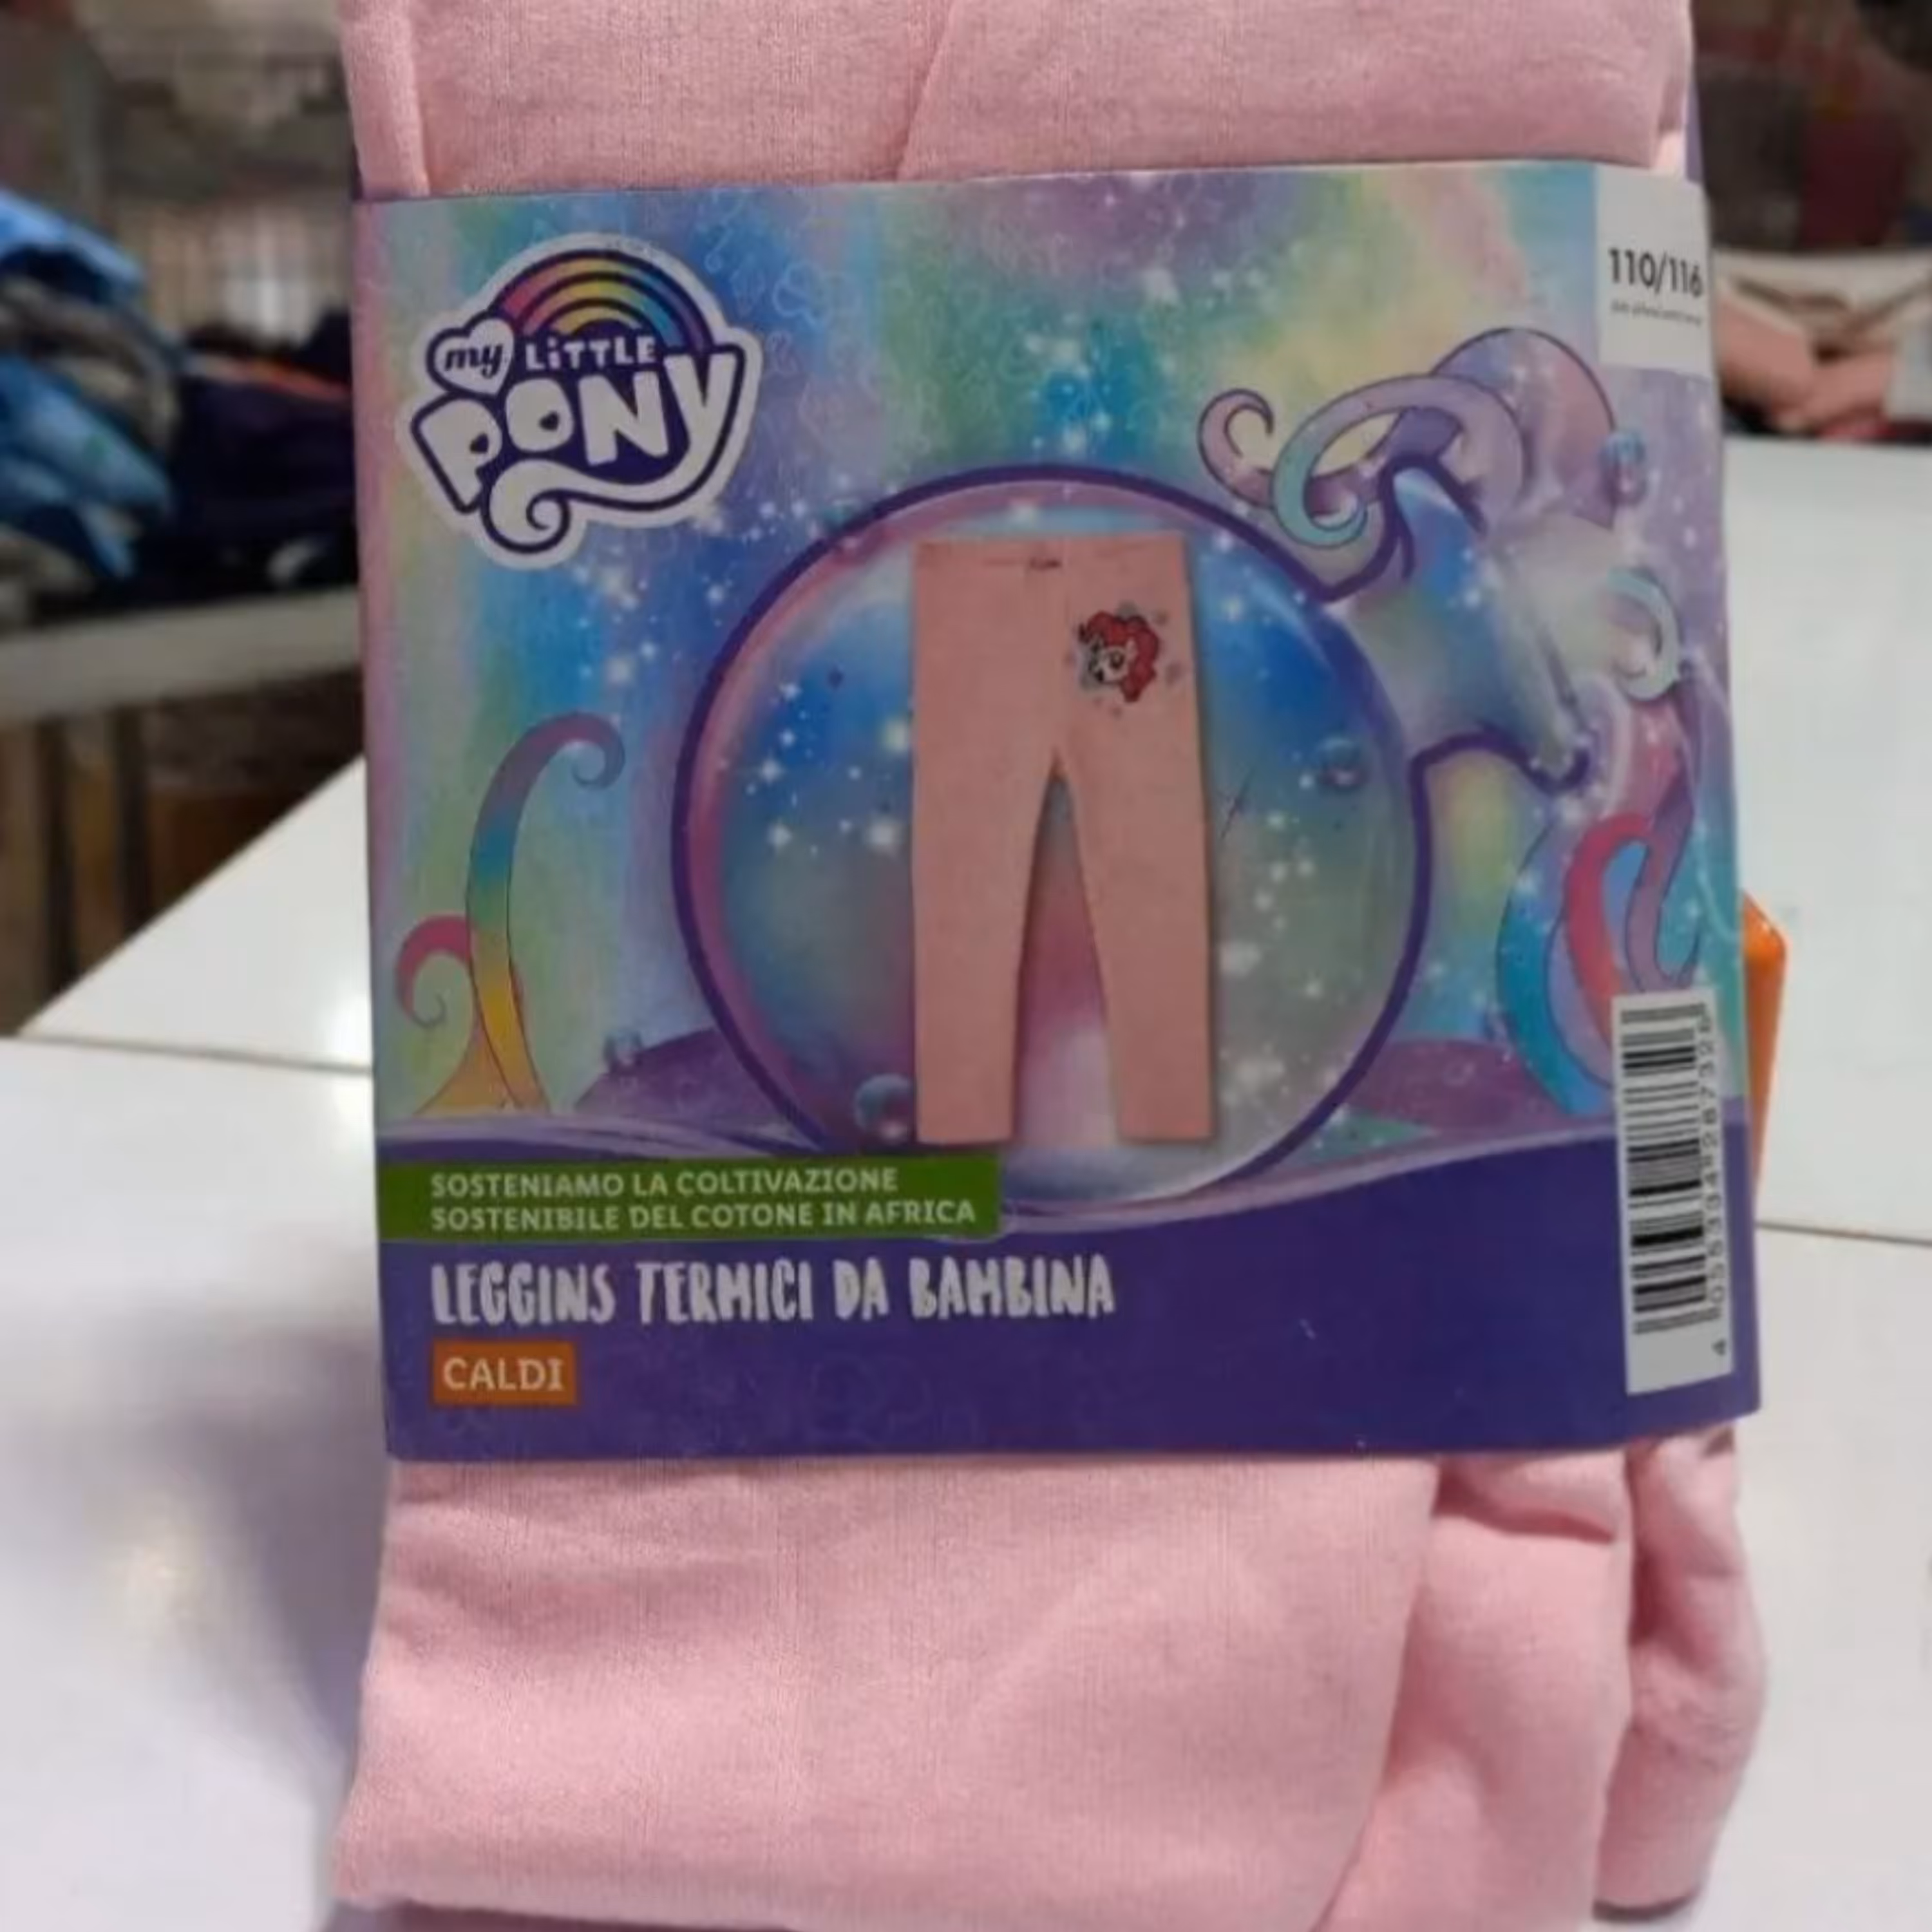 my LiTTLE
PONY
110/116
SOSTENIAMO LA COLTIVAZIONE
SOSTENIBILE DEL COTONE IN AFRICA
LEGGINS TERMICI DA BAMBINA
CALDI